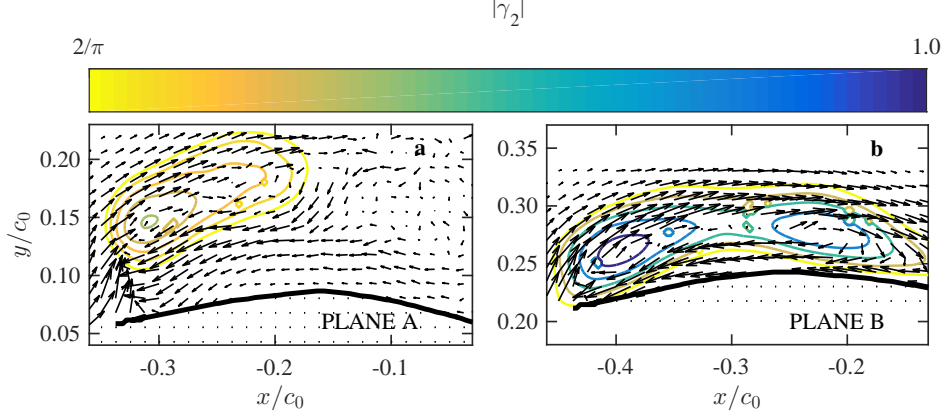 |γ₂|
2/π 1.0
a
0.20
0.15
0.10
0.05
y/c₀
PLANE A
-0.3 -0.2 -0.1
x/c₀
b
0.35
0.30
0.25
0.20
PLANE B
-0.4 -0.3 -0.2
x/c₀